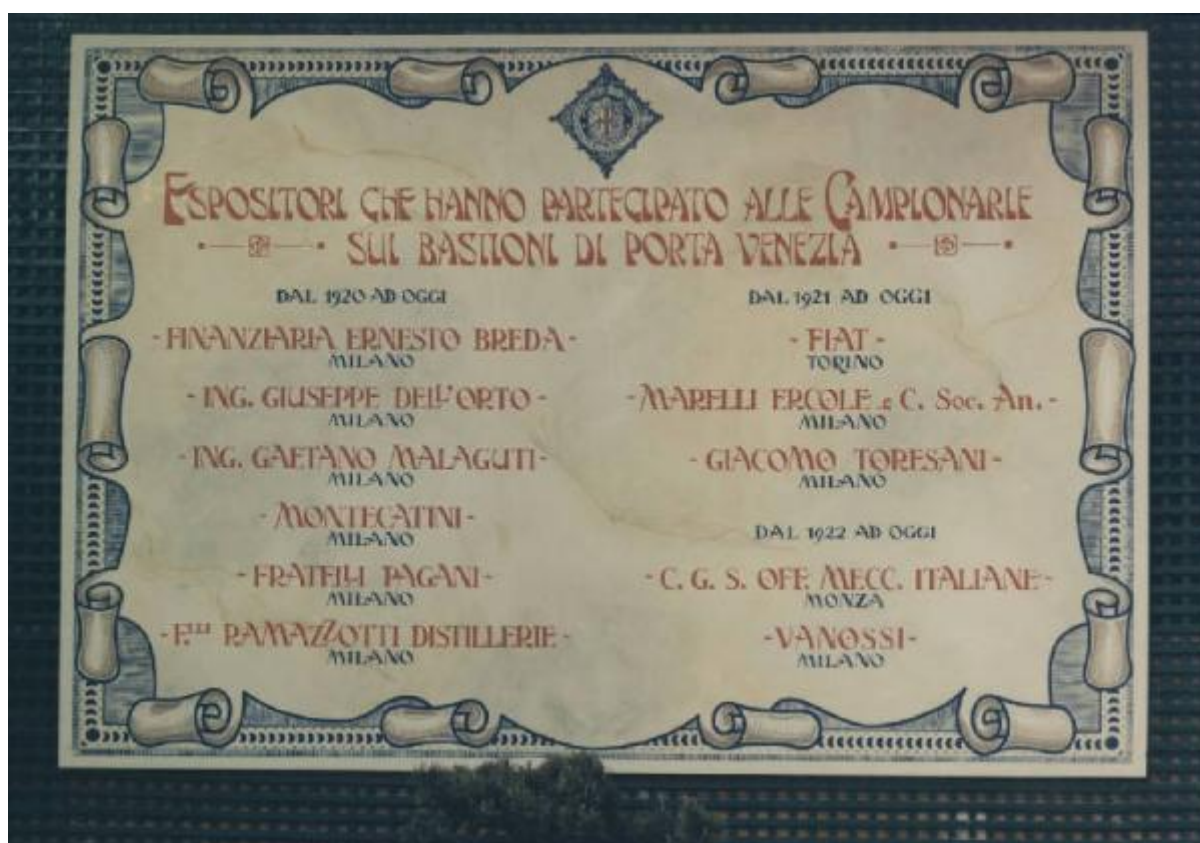 ESPOSITORI CHE HANNO PARTECIPATO ALLE CAMPIONARIE
SUI BASTIONI DI PORTA VENEZIA
DAL 1920 AD OGGI
- FINANZIARIA ERNESTO BREDA -
MILANO
- ING. GIUSEPPE DELL'ORTO -
MILANO
- ING. GAETANO MALAGUTI -
MILANO
- MONTECATINI -
MILANO
- FRATELLI PAGANI -
MILANO
- F.LLI RAMAZZOTTI DISTILLERIE -
MILANO
DAL 1921 AD OGGI
- FIAT -
TORINO
- MARELLI ERCOLE e C. Soc. An. -
MILANO
- GIACOMO TORESANI -
MILANO
DAL 1922 AD OGGI
- C. G. S. OFF. MECC. ITALIANE -
MONZA
- VANOSSI -
MILANO